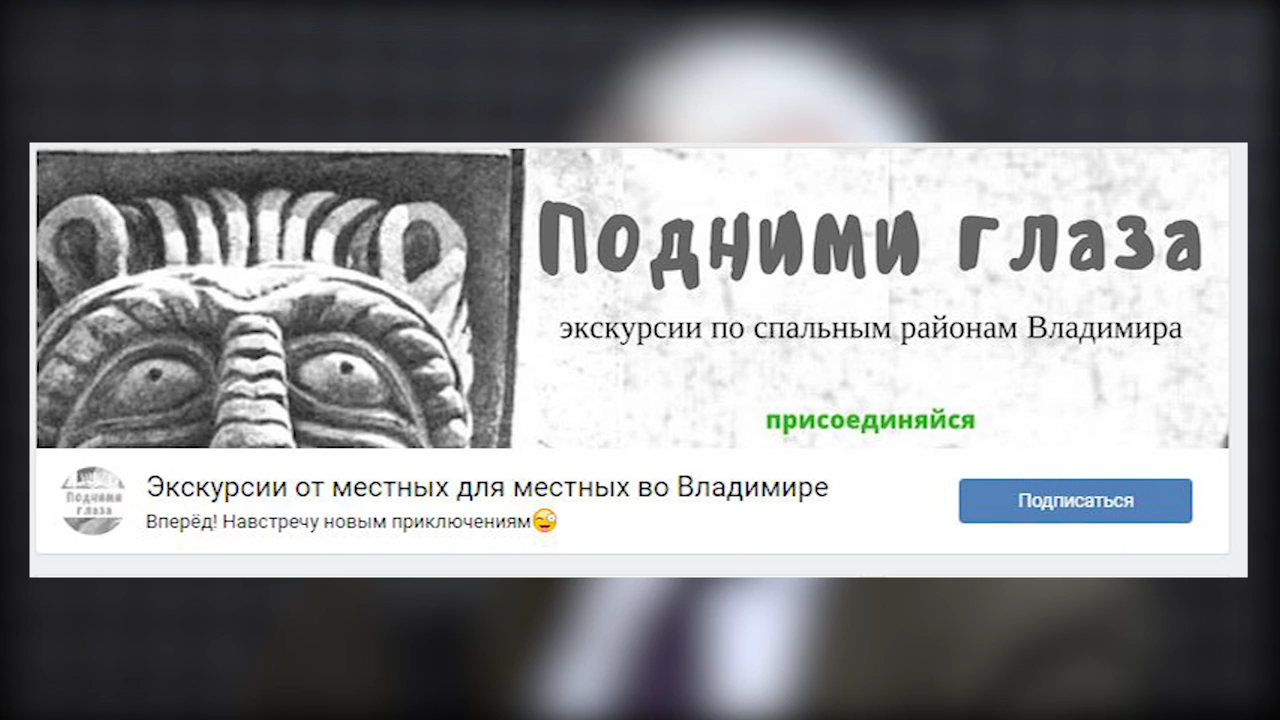 Подними глаза
экскурсии по спальным районам Владимира
присоединяйся
Подними
глаза
Экскурсии от местных для местных во Владимире
Вперёд! Навстречу новым приключениям😜
Подписаться